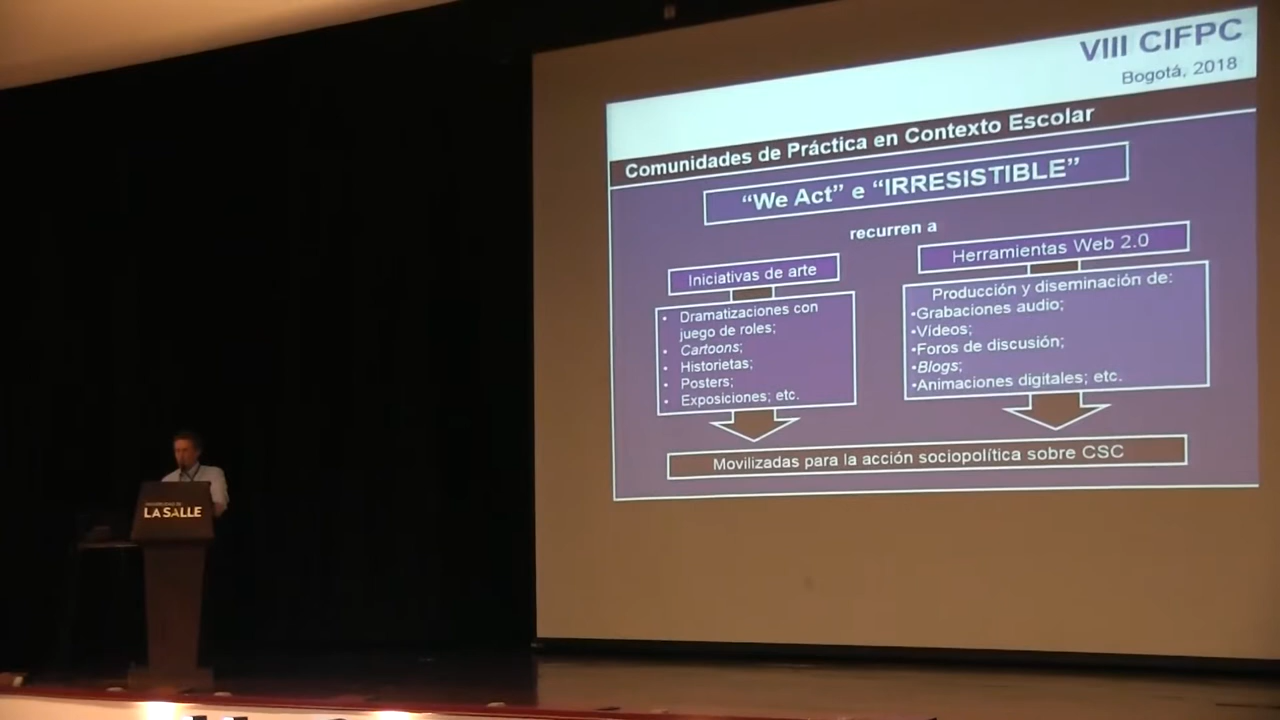 VIII CIFPC
Bogotá, 2018
Comunidades de Práctica en Contexto Escolar
“We Act” e “IRRESISTIBLE”
recurren a
Iniciativas de arte
• Dramatizaciones con
juego de roles;
• Cartoons;
• Historietas;
• Posters;
• Exposiciones; etc.
Herramientas Web 2.0
Producción y diseminación de:
•Grabaciones audio;
•Vídeos;
•Foros de discusión;
•Blogs;
•Animaciones digitales; etc.
Movilizadas para la acción sociopolítica sobre CSC
LA SALLE